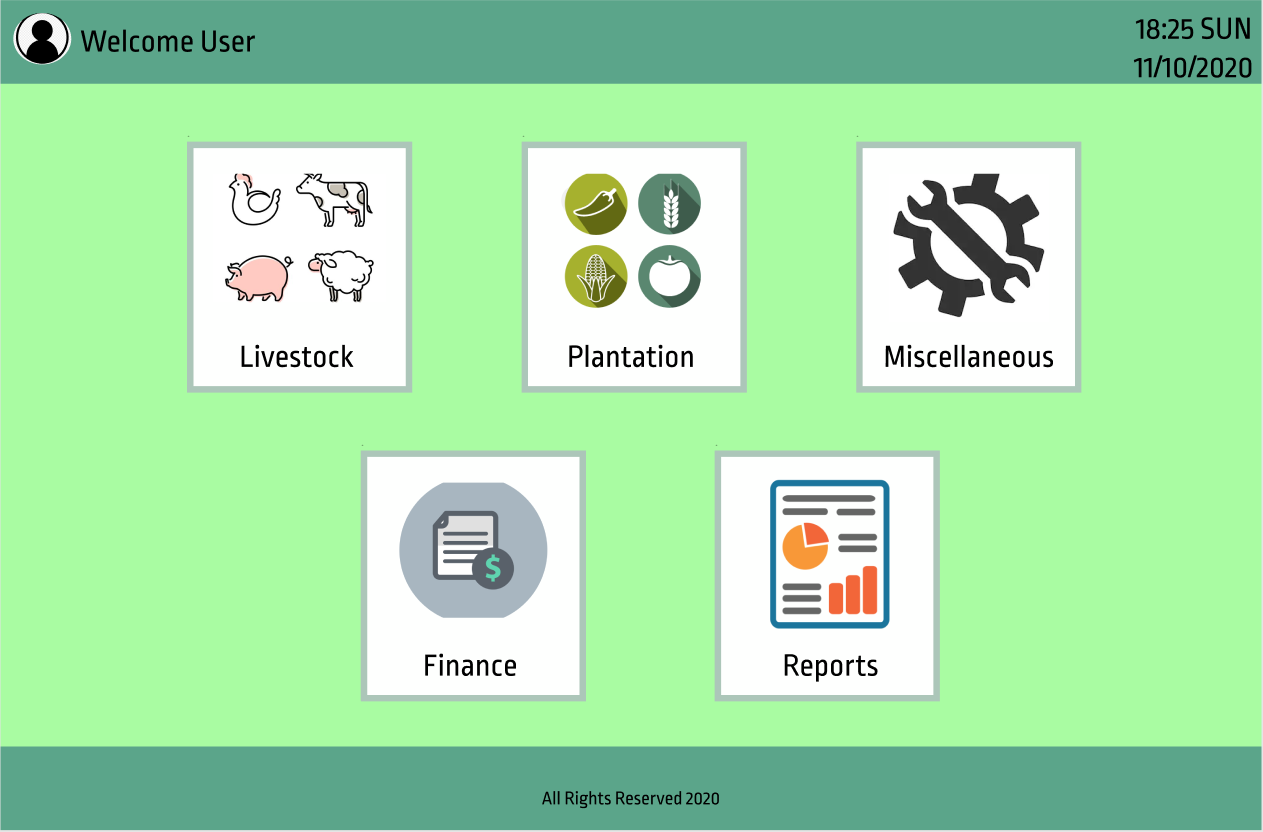 Welcome User
18:25 SUN
11/10/2020
Livestock
Plantation
Miscellaneous
$
Finance
Reports
All Rights Reserved 2020